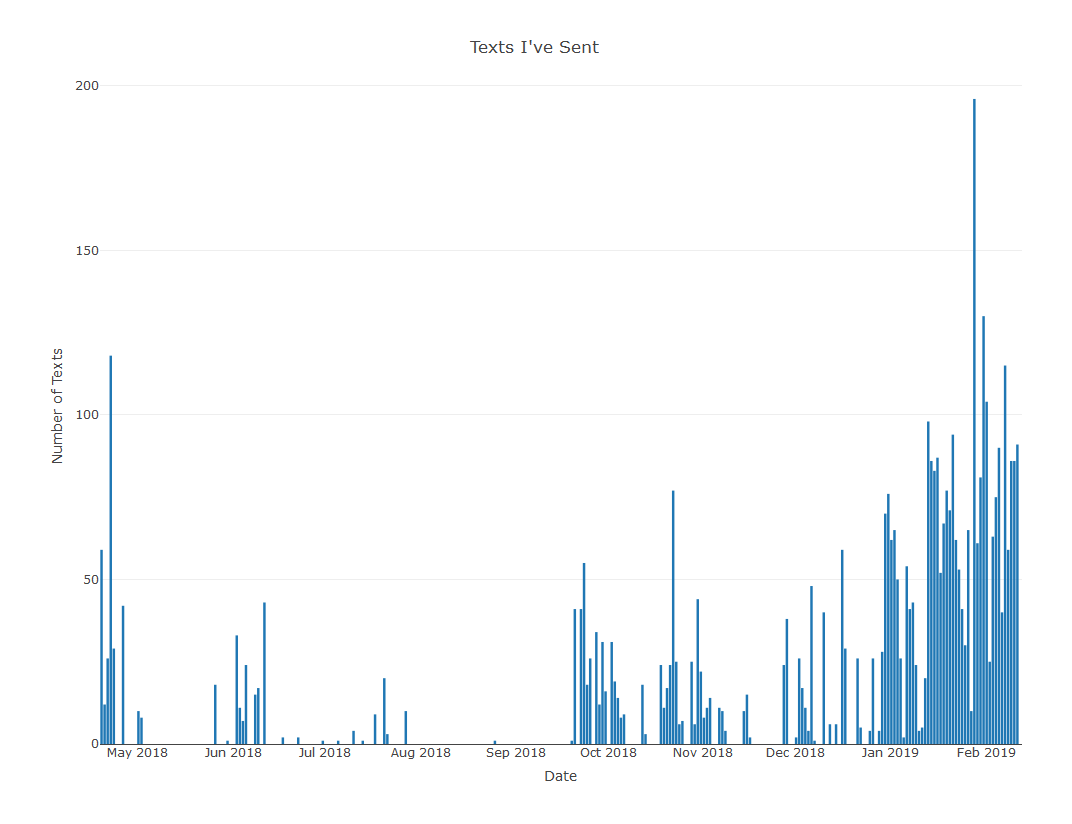 Texts I've Sent
200
150
100
50
0
Number of Texts
May 2018 Jun 2018 Jul 2018 Aug 2018 Sep 2018 Oct 2018 Nov 2018 Dec 2018 Jan 2019 Feb 2019
Date